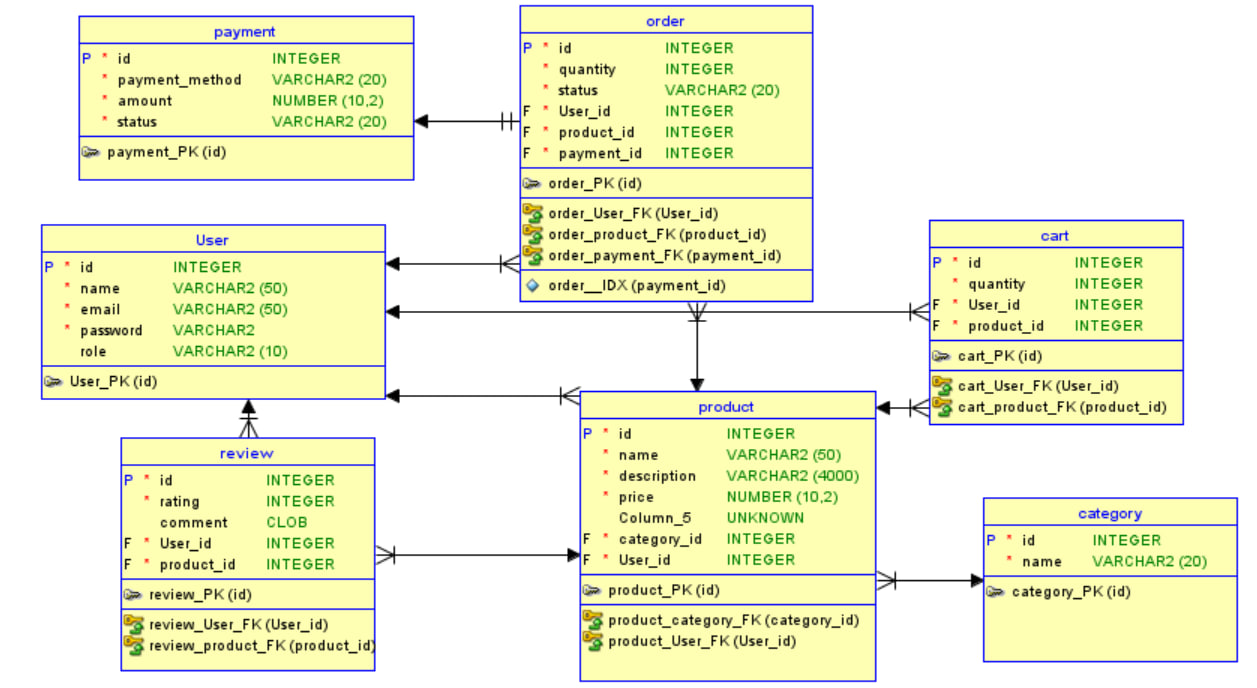 payment
P * id INTEGER
* payment_method VARCHAR2 (20)
* amount NUMBER (10,2)
* status VARCHAR2 (20)
payment_PK (id)
order
P * id INTEGER
* quantity INTEGER
* status VARCHAR2 (20)
F * User_id INTEGER
F * product_id INTEGER
F * payment_id INTEGER
order_PK (id)
order_User_FK (User_id)
order_product_FK (product_id)
order_payment_FK (payment_id)
order__IDX (payment_id)
User
P * id INTEGER
* name VARCHAR2 (50)
* email VARCHAR2 (50)
* password VARCHAR2
role VARCHAR2 (10)
User_PK (id)
cart
P * id INTEGER
* quantity INTEGER
F * User_id INTEGER
F * product_id INTEGER
cart_PK (id)
cart_User_FK (User_id)
cart_product_FK (product_id)
review
P * id INTEGER
* rating INTEGER
comment CLOB
F * User_id INTEGER
F * product_id INTEGER
review_PK (id)
review_User_FK (User_id)
review_product_FK (product_id)
product
P * id INTEGER
* name VARCHAR2 (50)
* description VARCHAR2 (4000)
* price NUMBER (10,2)
Column_5 UNKNOWN
F * category_id INTEGER
F * User_id INTEGER
product_PK (id)
product_category_FK (category_id)
product_User_FK (User_id)
category
P * id INTEGER
* name VARCHAR2 (20)
category_PK (id)